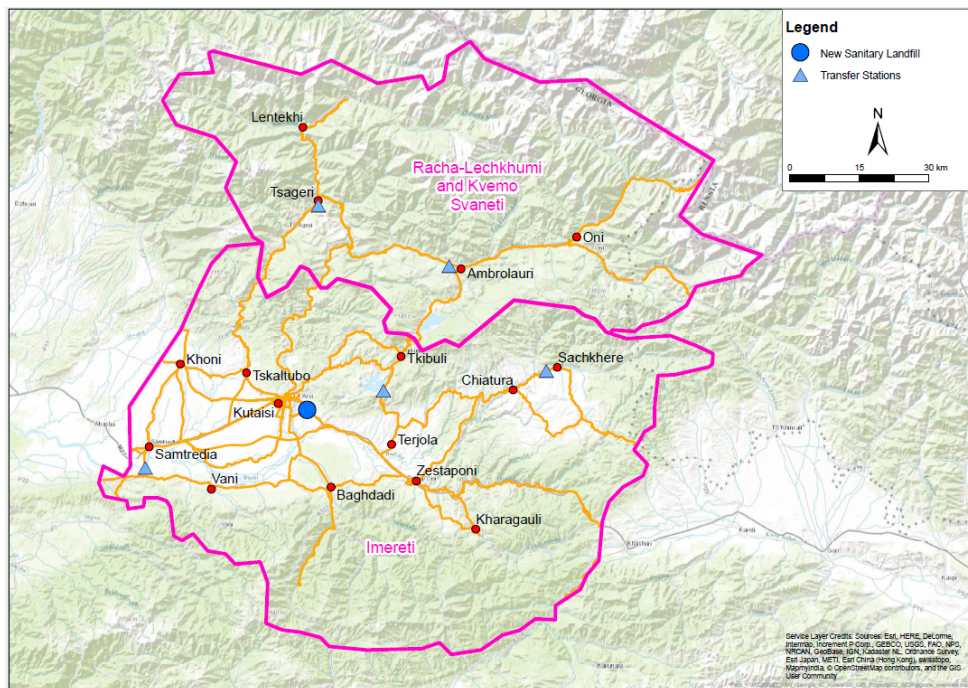 Legend
New Sanitary Landfill
Transfer Stations
N
0 15 30 km
GEORGIA
RUSSIA
Lentekhi
Racha-Lechkhumi
and Kvemo
Svaneti
Tsageri
Oni
Ambrolauri
Khoni
Tskaltubo
Tkibuli
Sachkhere
Chiatura
Kutaisi
Terjola
Samtredia
Zestaponi
Vani
Baghdadi
Kharagauli
Imereti
Khashuri
Gori
Kaspi
Service Layer Credits: Sources: Esri, HERE, DeLorme,
Intermap, increment P Corp., GEBCO, USGS, FAO, NPS,
NRCAN, GeoBase, IGN, Kadaster NL, Ordnance Survey,
Esri Japan, METI, Esri China (Hong Kong), swisstopo,
MapmyIndia, © OpenStreetMap contributors, and the GIS
User Community